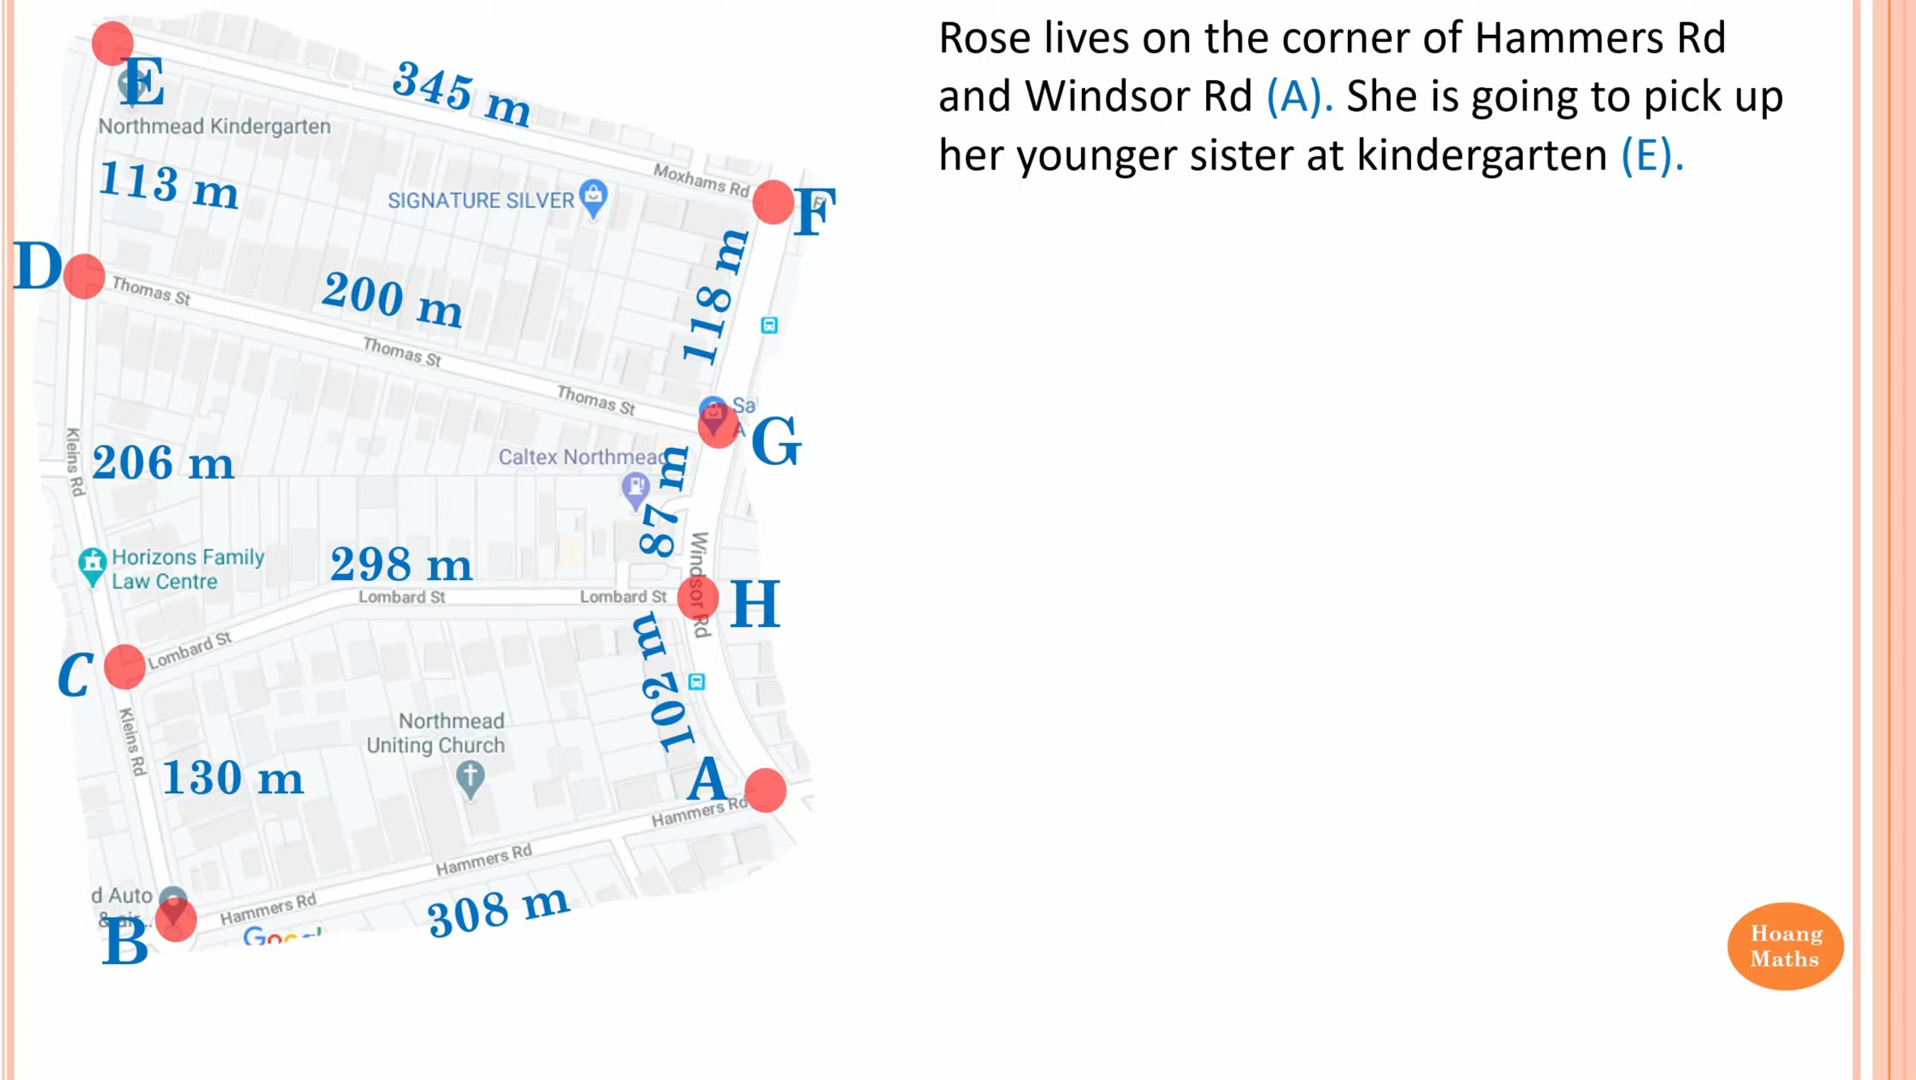 Rose lives on the corner of Hammers Rd
and Windsor Rd (A). She is going to pick up
her younger sister at kindergarten (E).
E
345 m
Northmead Kindergarten
113 m
Moxhams Rd
SIGNATURE SILVER
F
D
Thomas St
200 m
118 m
Thomas St
Thomas St
Sa
A
G
Kleins Rd
206 m
Caltex Northmead
87 m
Windsor Rd
Horizons Family
Law Centre
298 m
Lombard St
Lombard St
H
C
Lombard St
102 m
Kleins Rd
Northmead
Uniting Church
130 m
A
Hammers Rd
Hammers Rd
d Auto
B
Hammers Rd
308 m
Hoang
Maths